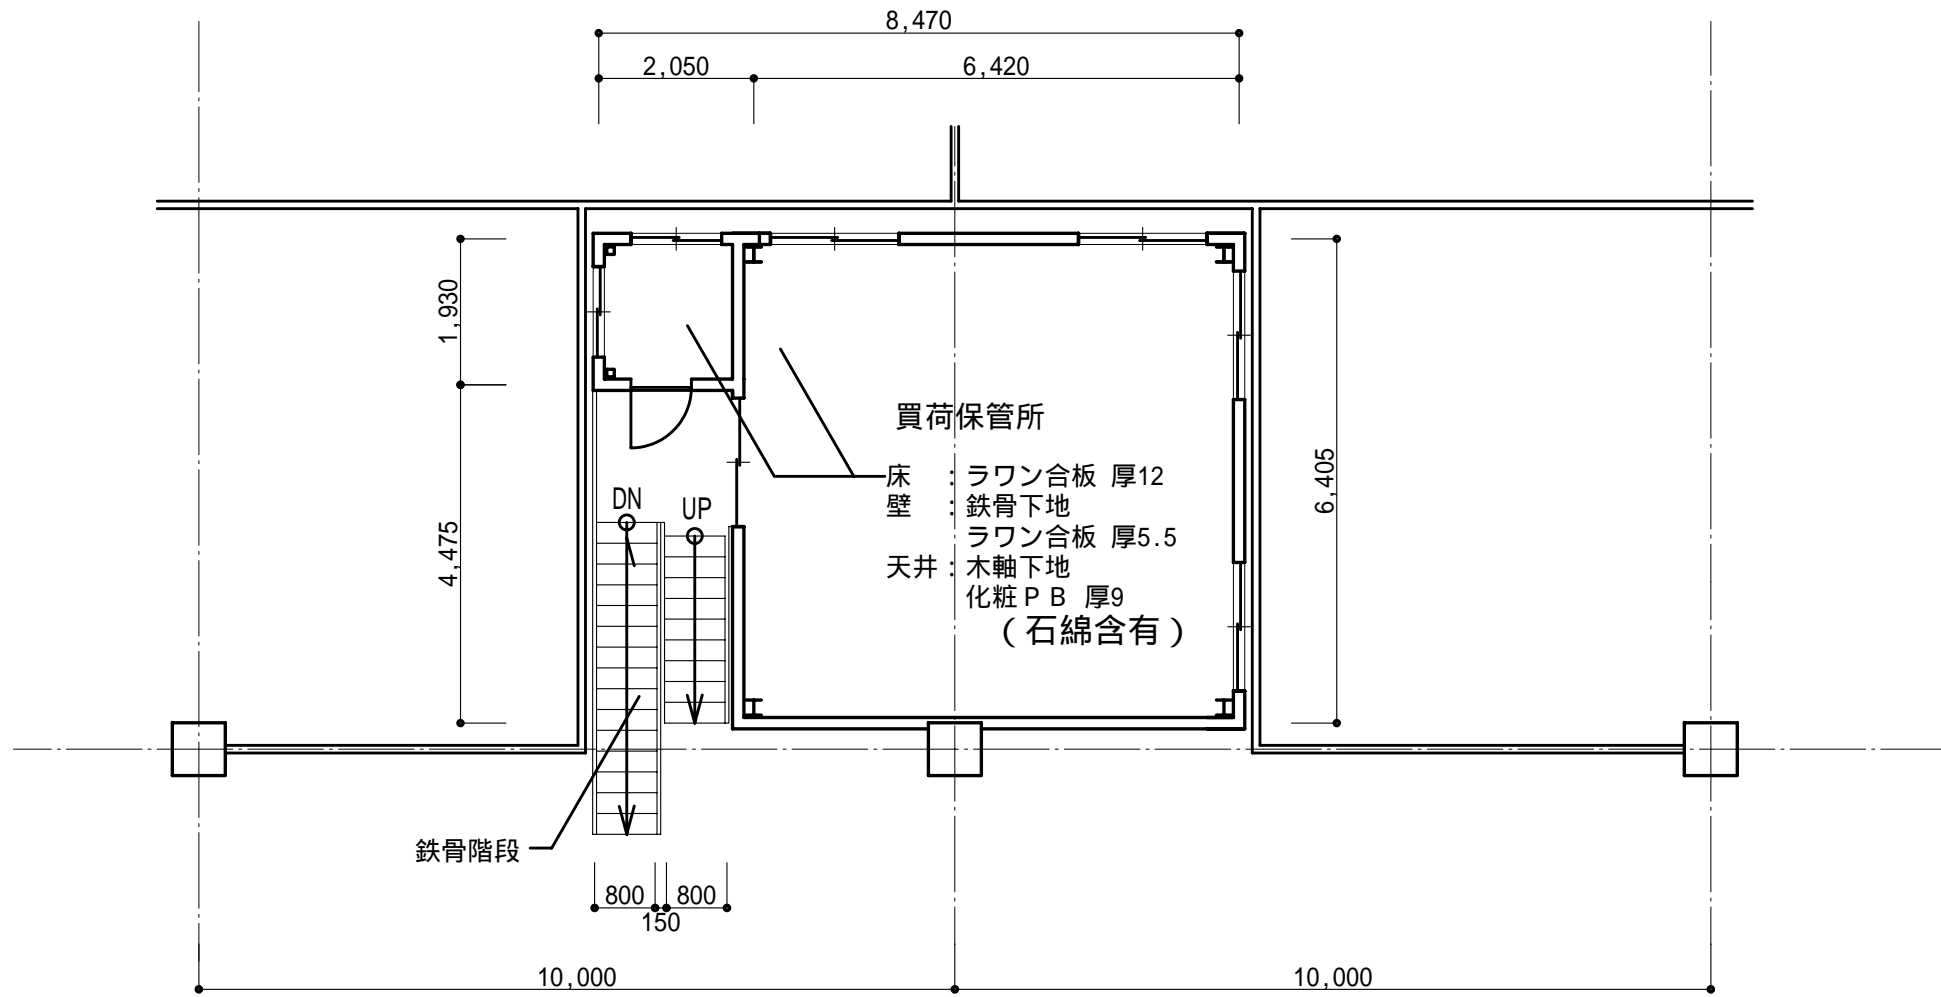 8,470
2,050
6,420
1,930
買荷保管所
床　：ラワン合板 厚12
6,405
DN
UP
壁　：鉄骨下地
ラワン合板 厚5.5
4,475
天井：木軸下地
化粧ＰＢ 厚9
（石綿含有）
鉄骨階段
800
800
150
10,000
10,000